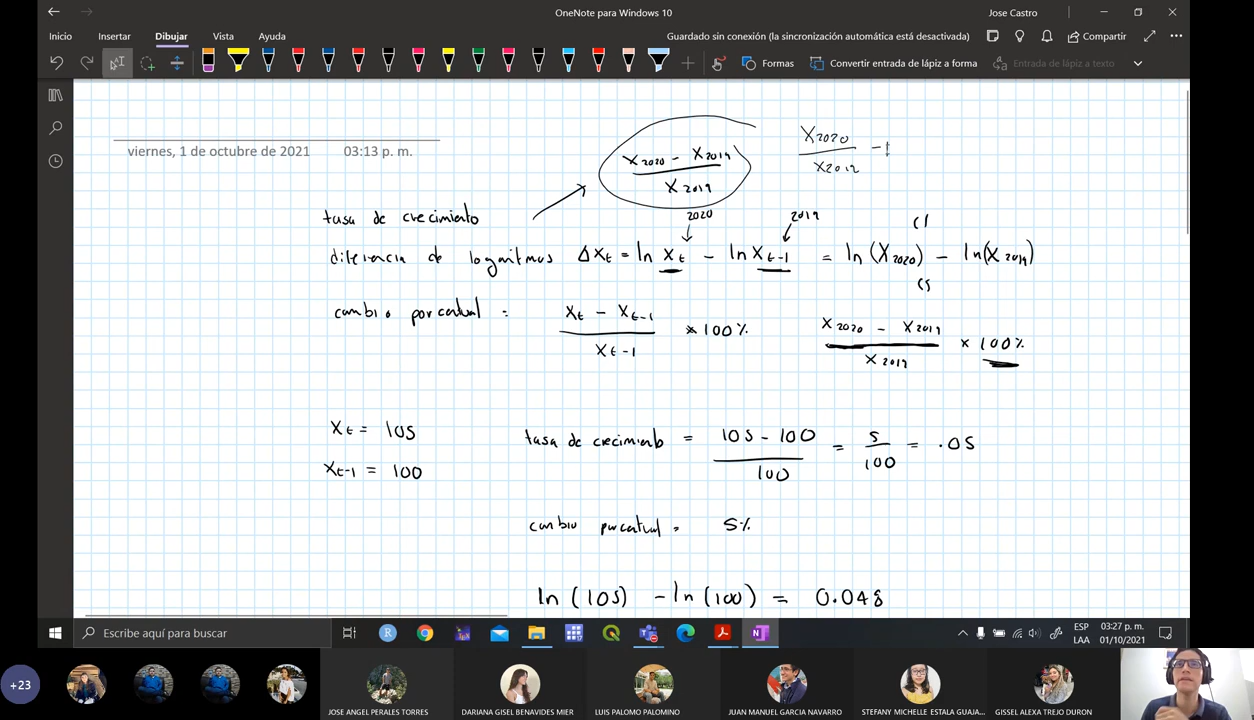 OneNote para Windows 10
Jose Castro
Inicio Insertar Dibujar Vista Ayuda
Guardado sin conexión (la sincronización automática está desactivada)
Compartir
Formas
Convertir entrada de lápiz a forma
Entrada de lápiz a texto
viernes, 1 de octubre de 2021 03:13 p. m.
X2020 - X2019
X2019
X2020
X2019
-1
tasa de crecimiento
2020
2019
diferencia de logaritmos ΔXt = ln Xt - ln Xt-1 = ln(X2020) - ln(X2019)
cambio porcentual =
Xt - Xt-1
Xt-1
* 100%
X2020 - X2019
X2019
x 100%
Xt = 105
Xt-1 = 100
tasa de crecimiento = 105 - 100 / 100 = 5/100 = .05
cambio porcentual = 5%
ln (105) - ln (100) = 0.048
Escribe aquí para buscar
ESP
LAA
03:27 p. m.
01/10/2021
+23
JOSE ANGEL PERALES TORRES
DARIANA GISEL BENAVIDES MIER
LUIS PALOMO PALOMINO
JUAN MANUEL GARCIA NAVARRO
STEFANY MICHELLE ESTALA GUAJA...
GISSEL ALEXA TREJO DURON